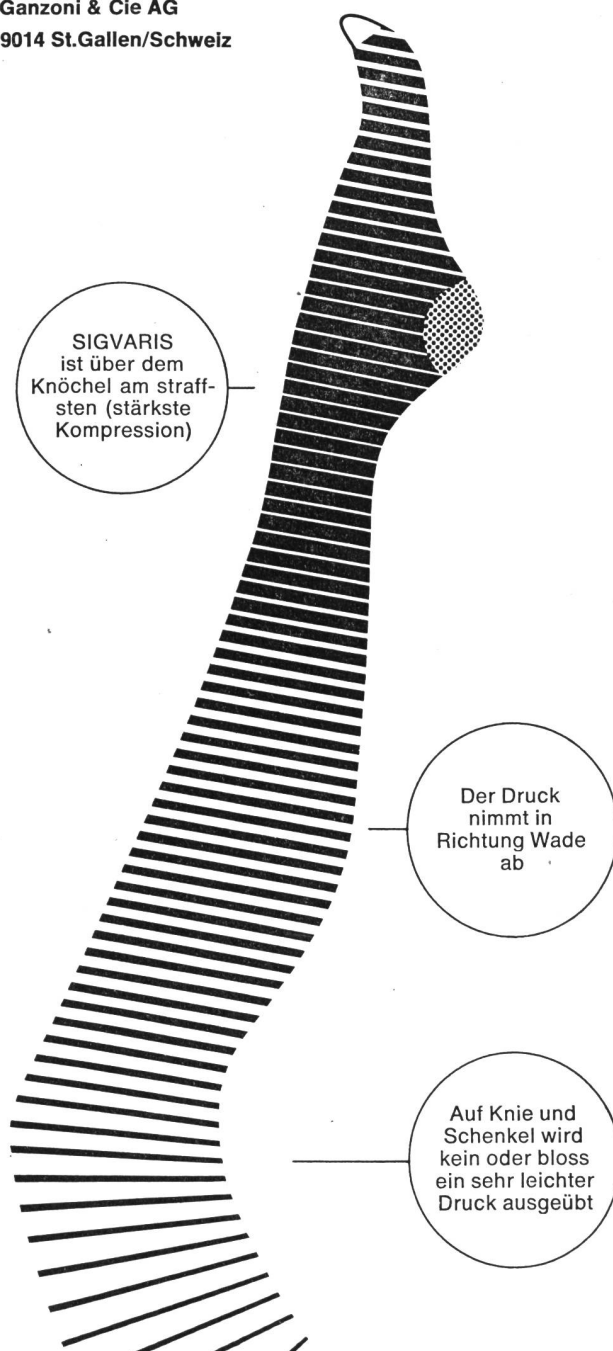 Ganzoni & Cie AG
9014 St.Gallen/Schweiz
SIGVARIS
ist über dem
Knöchel am straff-
sten (stärkste
Kompression)
Der Druck
nimmt in
Richtung Wade
ab
Auf Knie und
Schenkel wird
kein oder bloss
ein sehr leichter
Druck ausgeübt